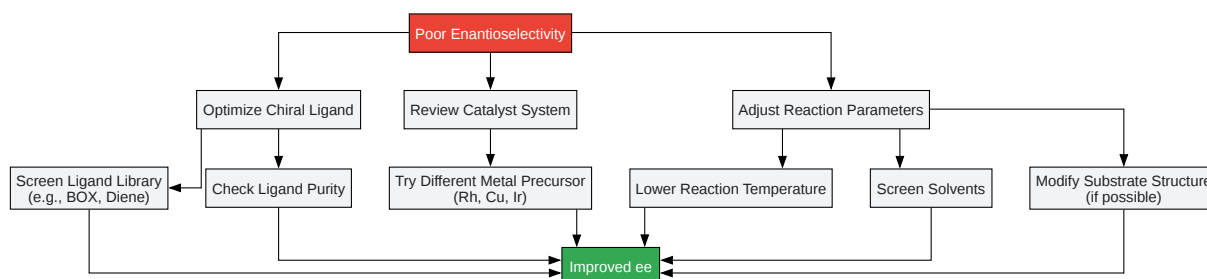 Poor Enantioselectivity
Optimize Chiral Ligand
Review Catalyst System
Adjust Reaction Parameters
Screen Ligand Library
(e.g., BOX, Diene)
Check Ligand Purity
Try Different Metal Precursor
(Rh, Cu, Ir)
Lower Reaction Temperature
Screen Solvents
Modify Substrate Structure
(if possible)
Improved ee